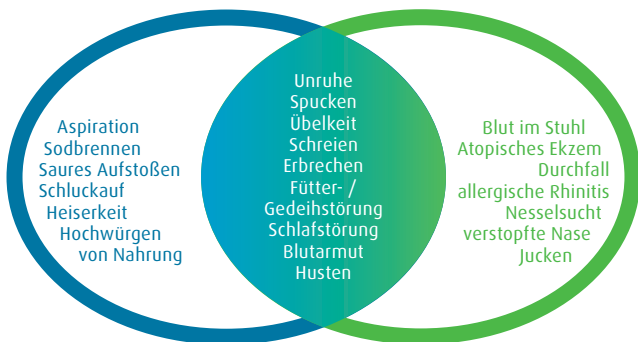 Aspiration
Sodbrennen
Saures Aufstoßen
Schluckauf
Heiserkeit
Hochwürgen
von Nahrung
Unruhe
Spucken
Übelkeit
Schreien
Erbrechen
Fütter- /
Gedeihstörung
Schlafstörung
Blutarmut
Husten
Blut im Stuhl
Atopisches Ekzem
Durchfall
allergische Rhinitis
Nesselsucht
verstopfte Nase
Jucken